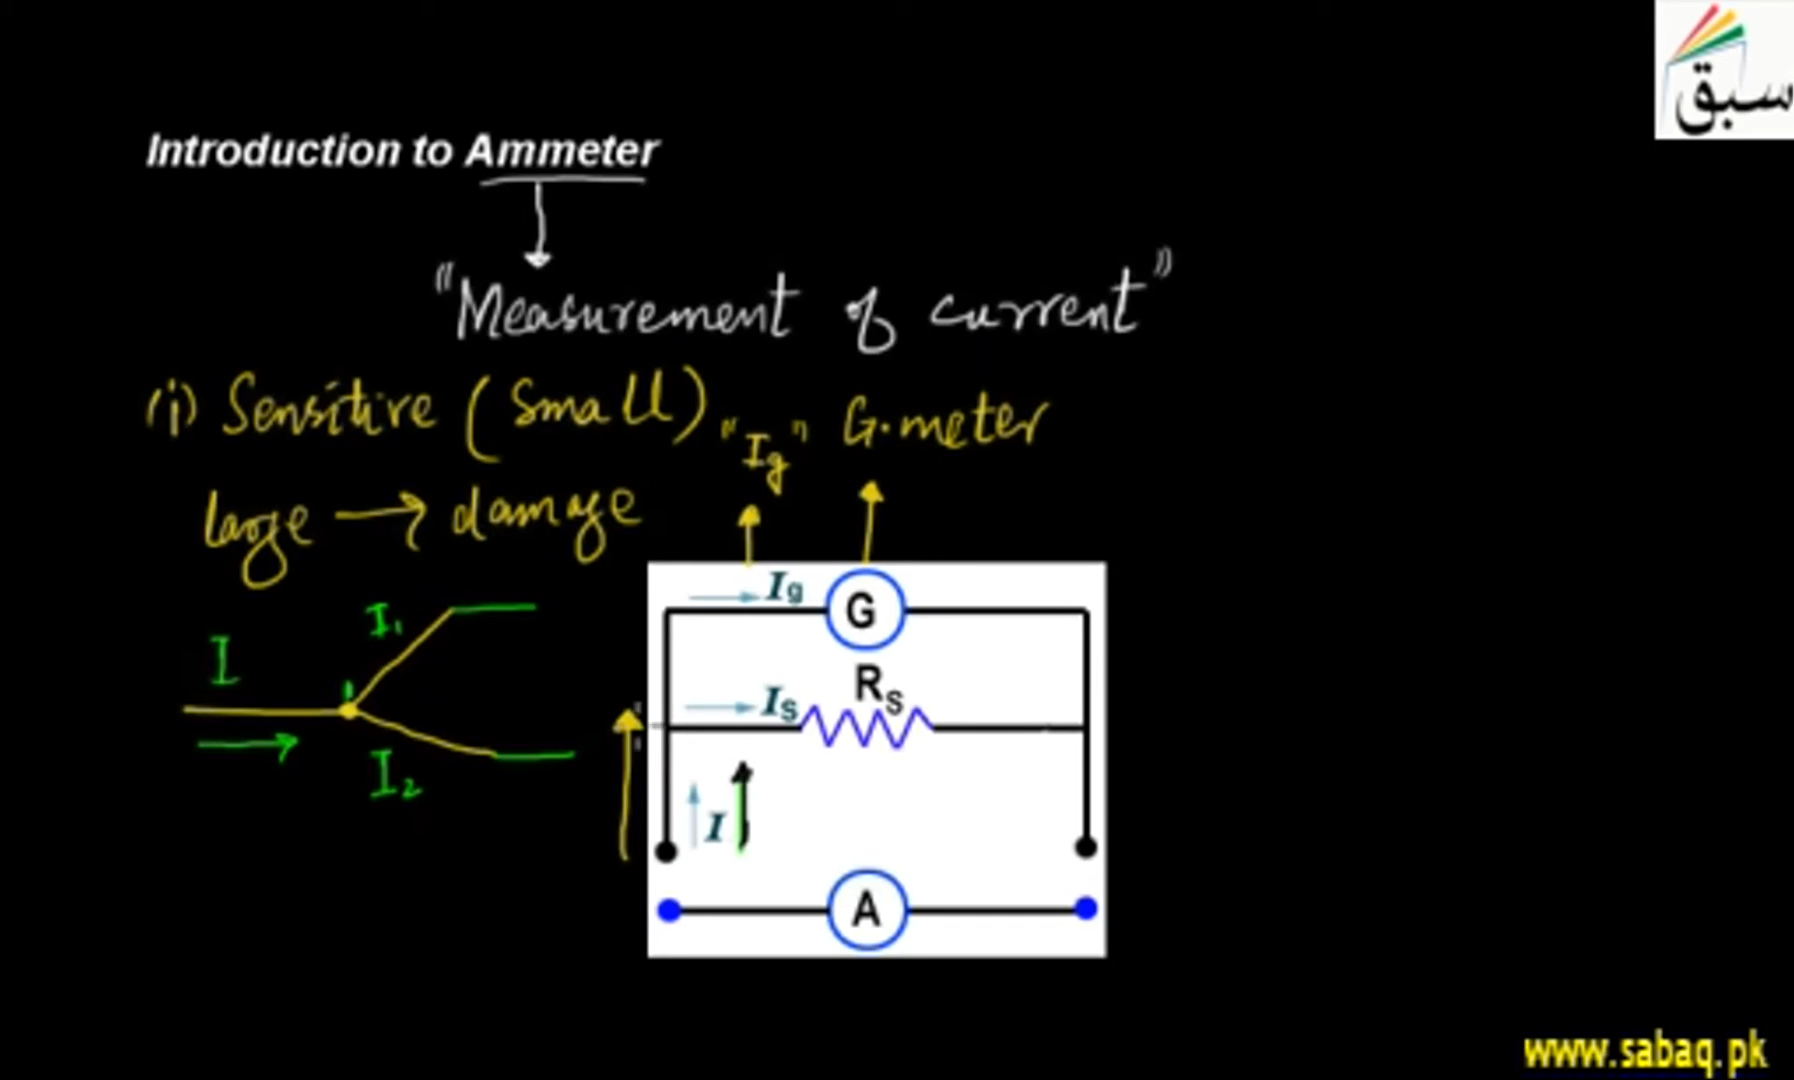 سبق
Introduction to Ammeter
"Measurement of current"
(i) Sensitive (Small) "Ig" G.meter
large → damage
Ig
G
I₁
I
RS
IS
I₂
I
A
www.sabaq.pk